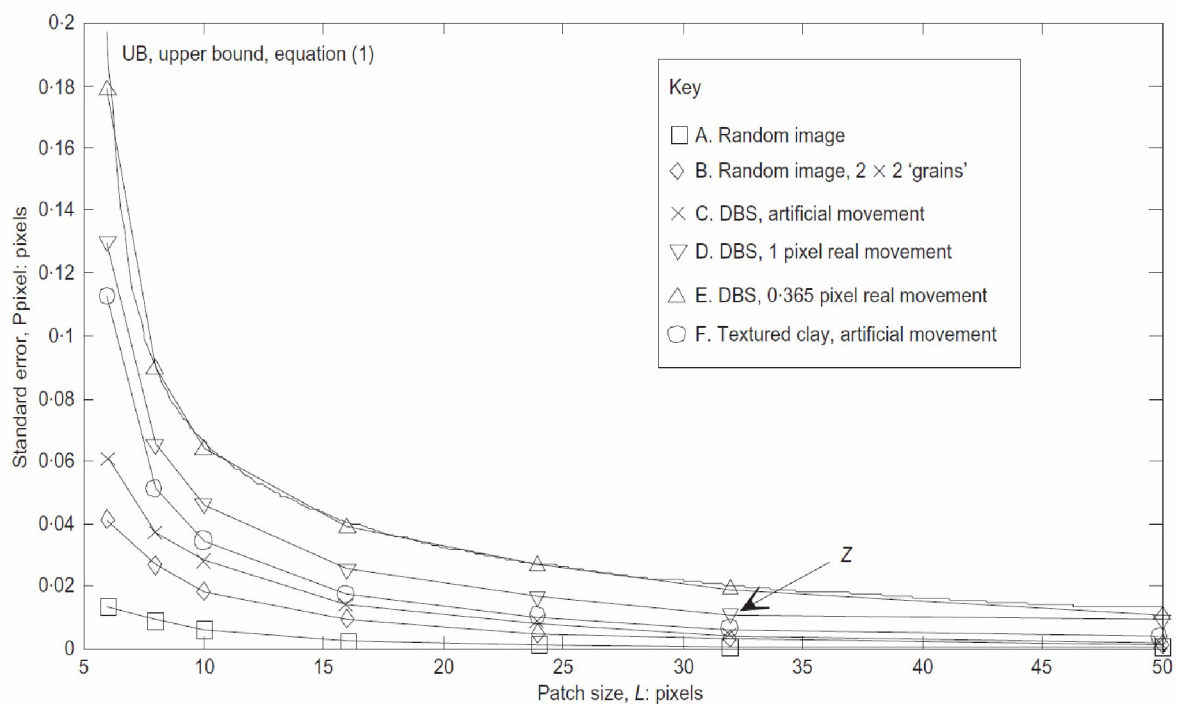 0·2
0·18
0·16
0·14
0·12
0·1
0·08
0·06
0·04
0·02
0
Standard error, Ppixel: pixels
UB, upper bound, equation (1)
Key
A. Random image
B. Random image, 2 × 2 ‘grains’
C. DBS, artificial movement
D. DBS, 1 pixel real movement
E. DBS, 0·365 pixel real movement
F. Textured clay, artificial movement
Z
5 10 15 20 25 30 35 40 45 50
Patch size, L: pixels